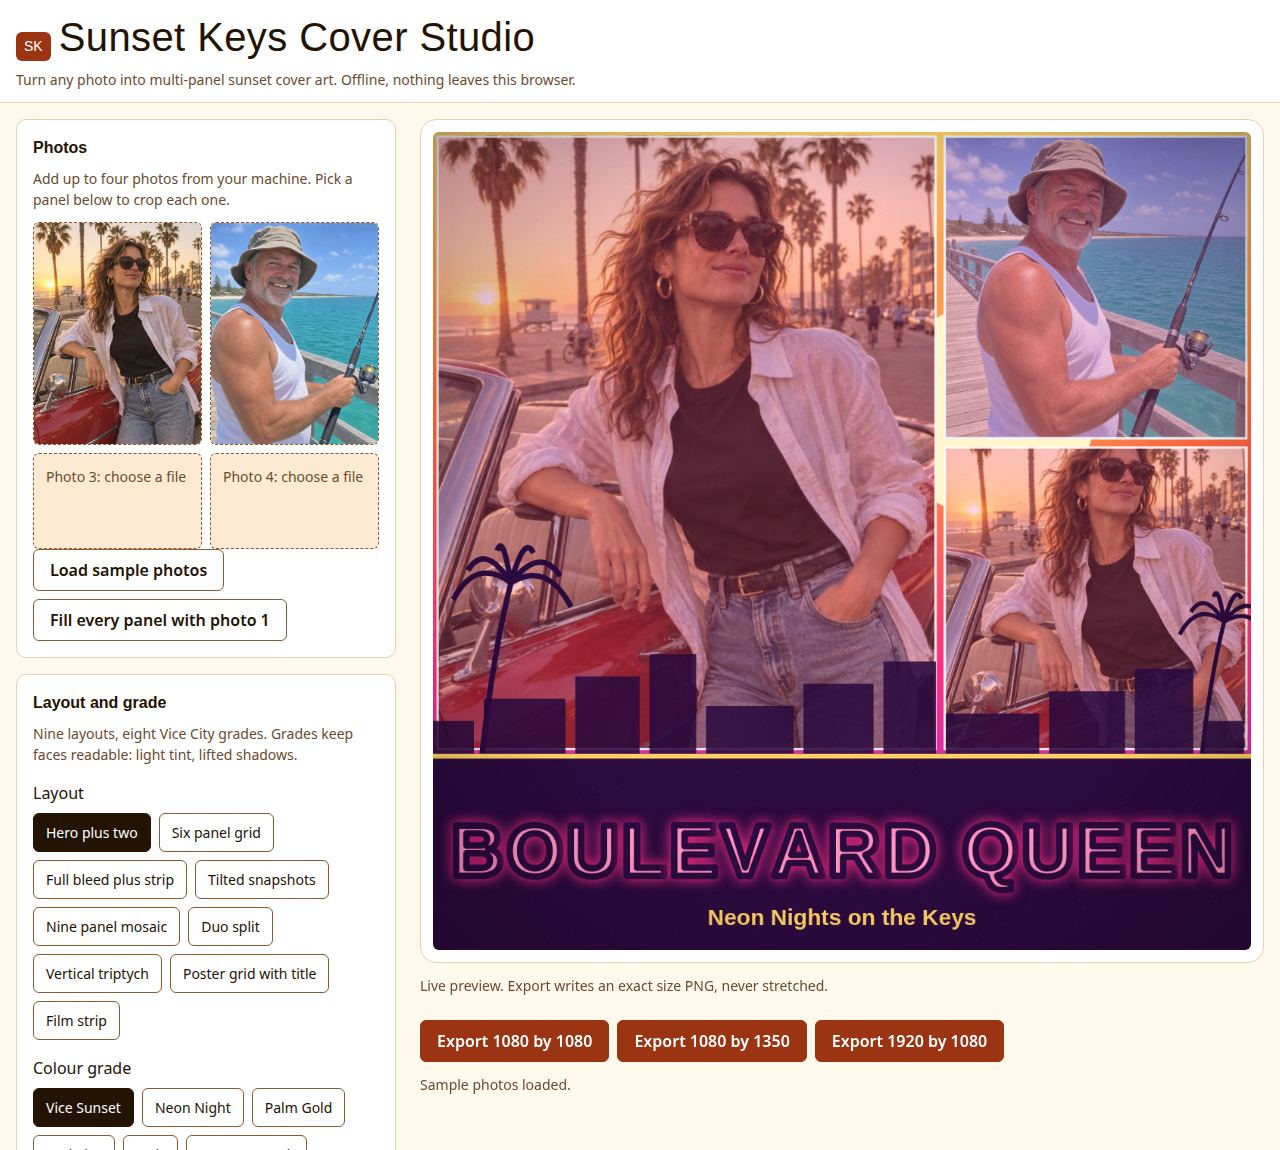 SK Sunset Keys Cover Studio
Turn any photo into multi-panel sunset cover art. Offline, nothing leaves this browser.
Photos
Add up to four photos from your machine. Pick a
panel below to crop each one.
Photo 3: choose a file
Photo 4: choose a file
Load sample photos
Fill every panel with photo 1
Layout and grade
Nine layouts, eight Vice City grades. Grades keep
faces readable: light tint, lifted shadows.
Layout
Hero plus two
Six panel grid
Full bleed plus strip
Tilted snapshots
Nine panel mosaic
Duo split
Vertical triptych
Poster grid with title
Film strip
Colour grade
Vice Sunset
Neon Night
Palm Gold
BOULEVARD QUEEN
Neon Nights on the Keys
Live preview. Export writes an exact size PNG, never stretched.
Export 1080 by 1080
Export 1080 by 1350
Export 1920 by 1080
Sample photos loaded.